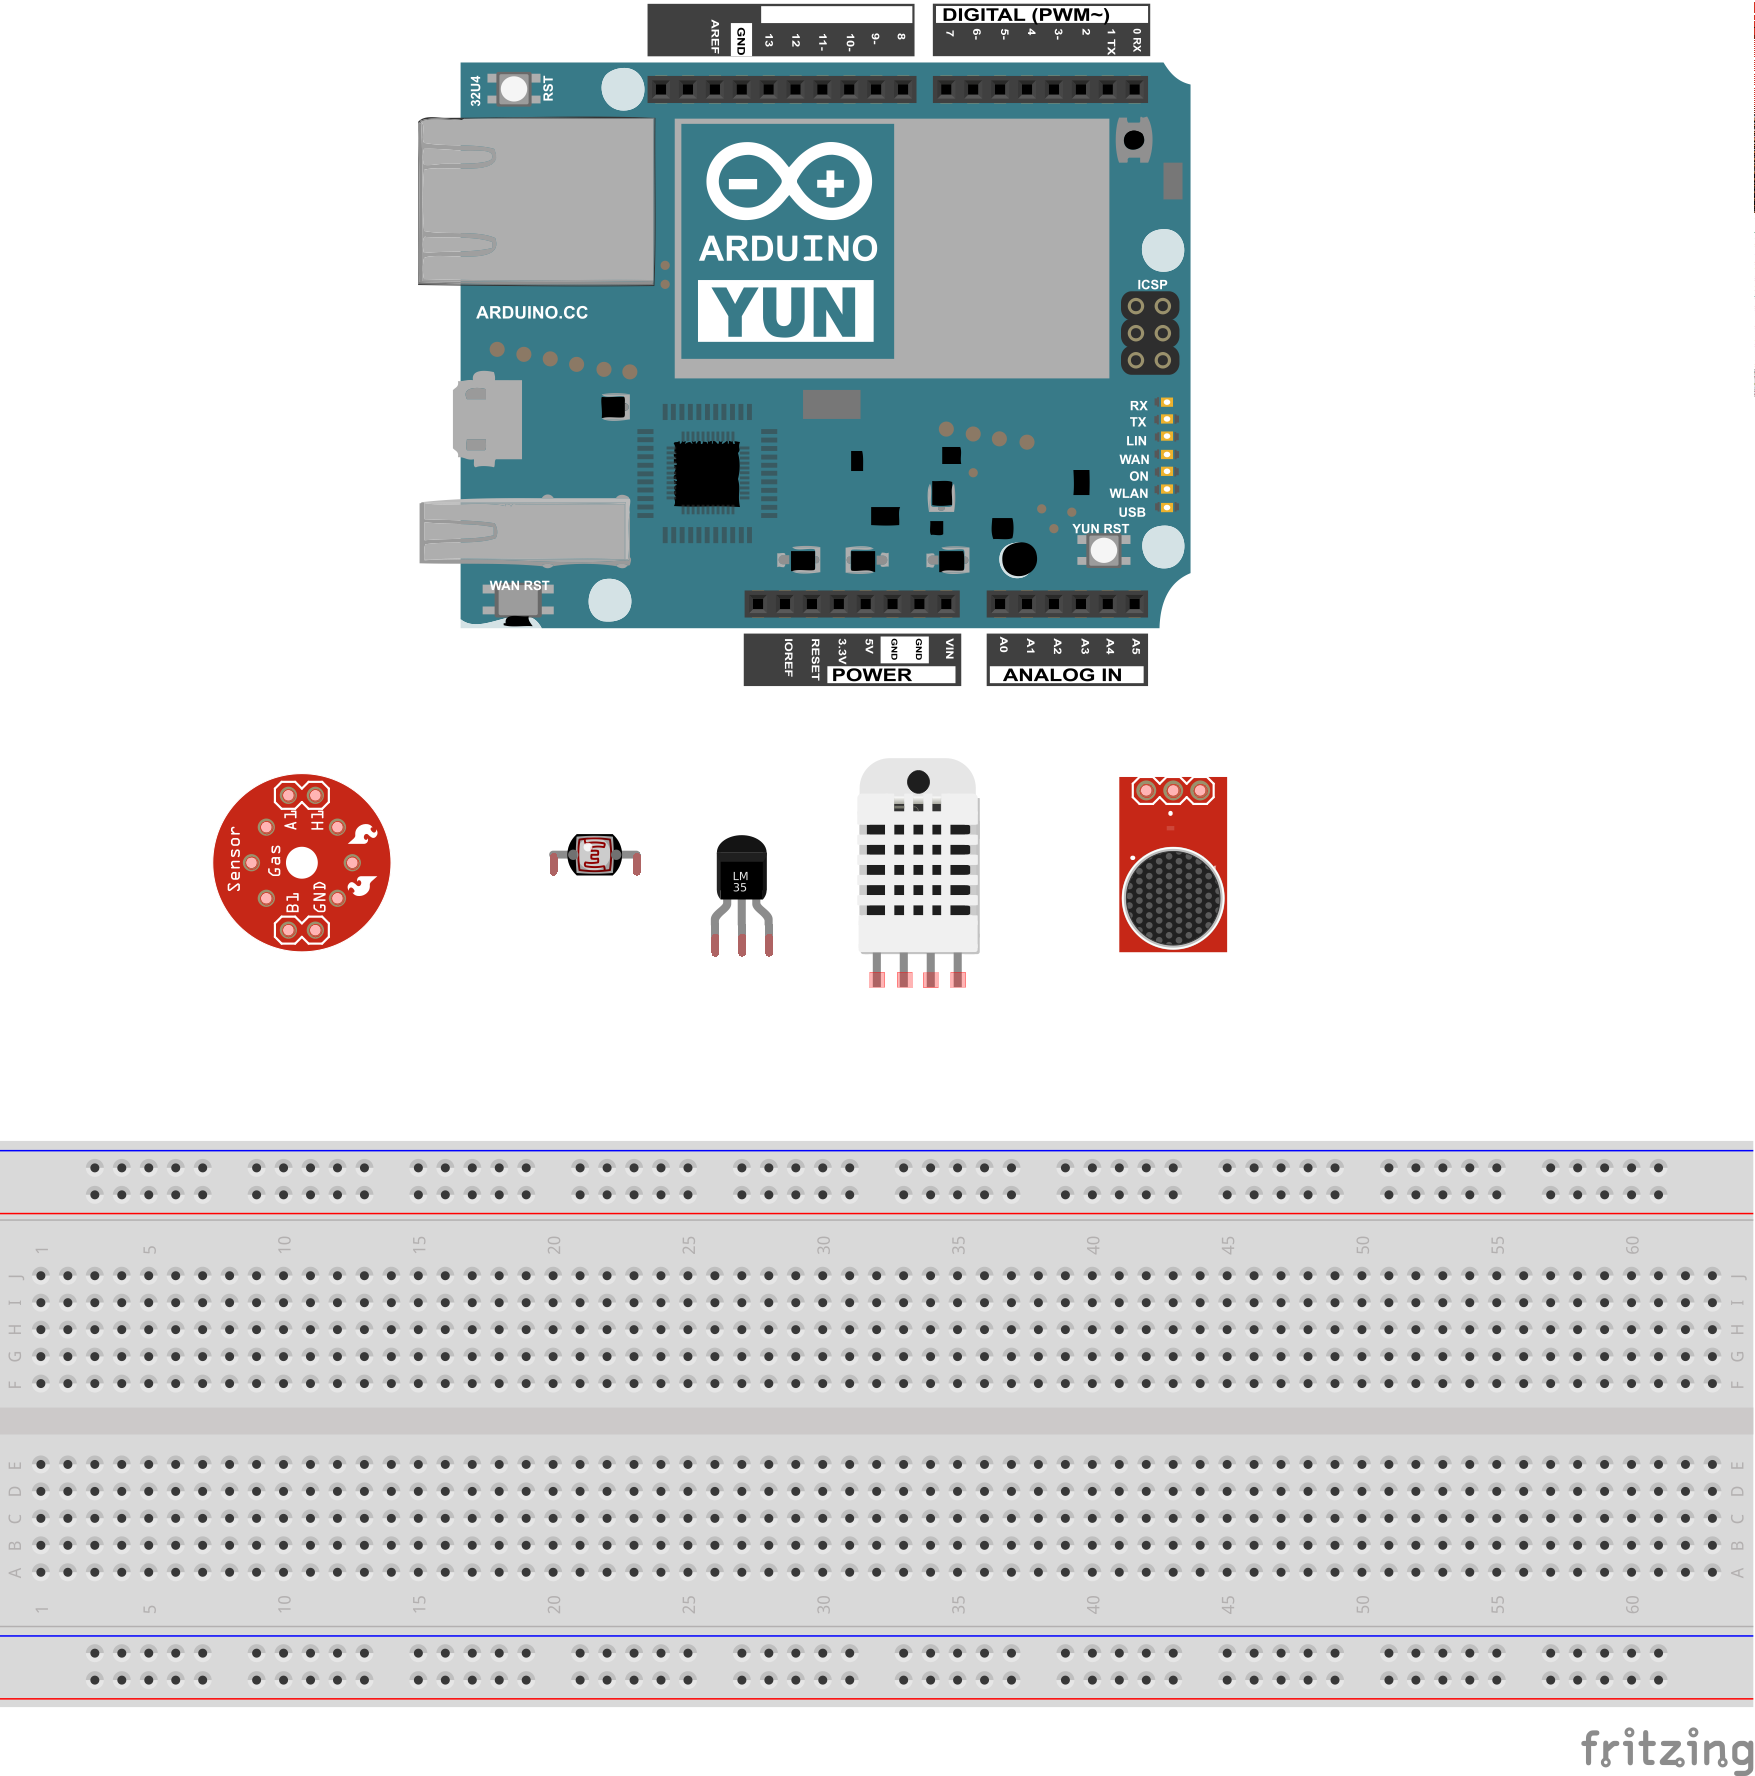 DIGITAL (PWM~)
AREF
GND
13
12
11-
10-
9-
8
7
6-
5-
4
3-
2
1 TX
0 RX
32U4
RST
ARDUINO
YUN
ARDUINO.CC
ICSP
RX
TX
LIN
WAN
ON
WLAN
USB
YUN RST
WAN RST
IOREF
RESET
3.3V
5V
GND
GND
VIN
POWER
A0
A1
A2
A3
A4
A5
ANALOG IN
A1
H1
Sensor
Gas
B1
GND
LM
35
1
5
10
15
20
25
30
35
40
45
50
55
60
J J
I I
H H
G G
F F
E E
D D
C C
B B
A A
1
5
10
15
20
25
30
35
40
45
50
55
60
fritzing